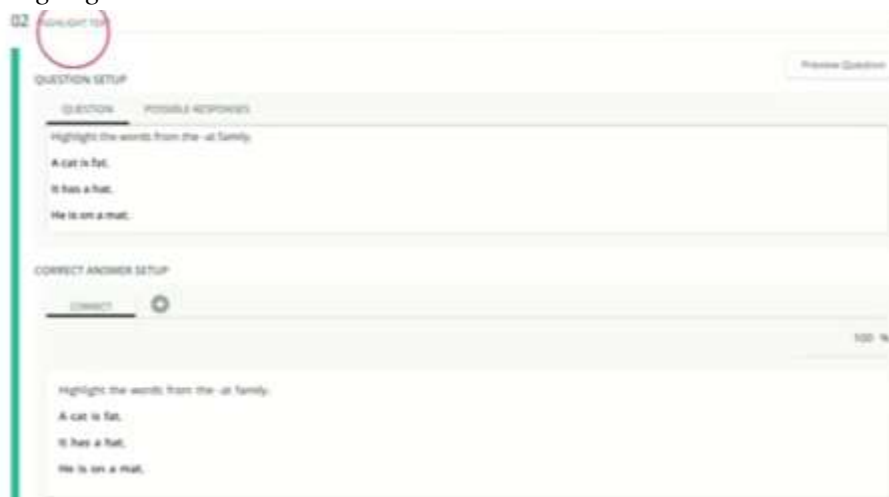 02 HIGHLIGHT TEXT
Preview Question
QUESTION SETUP
QUESTION POSSIBLE RESPONSES
Highlight the words from the -at family.
A cat is fat.
It has a hat.
He is on a mat.
CORRECT ANSWER SETUP
CORRECT
100 %
Highlight the words from the -at family.
A cat is fat.
It has a hat.
He is on a mat.